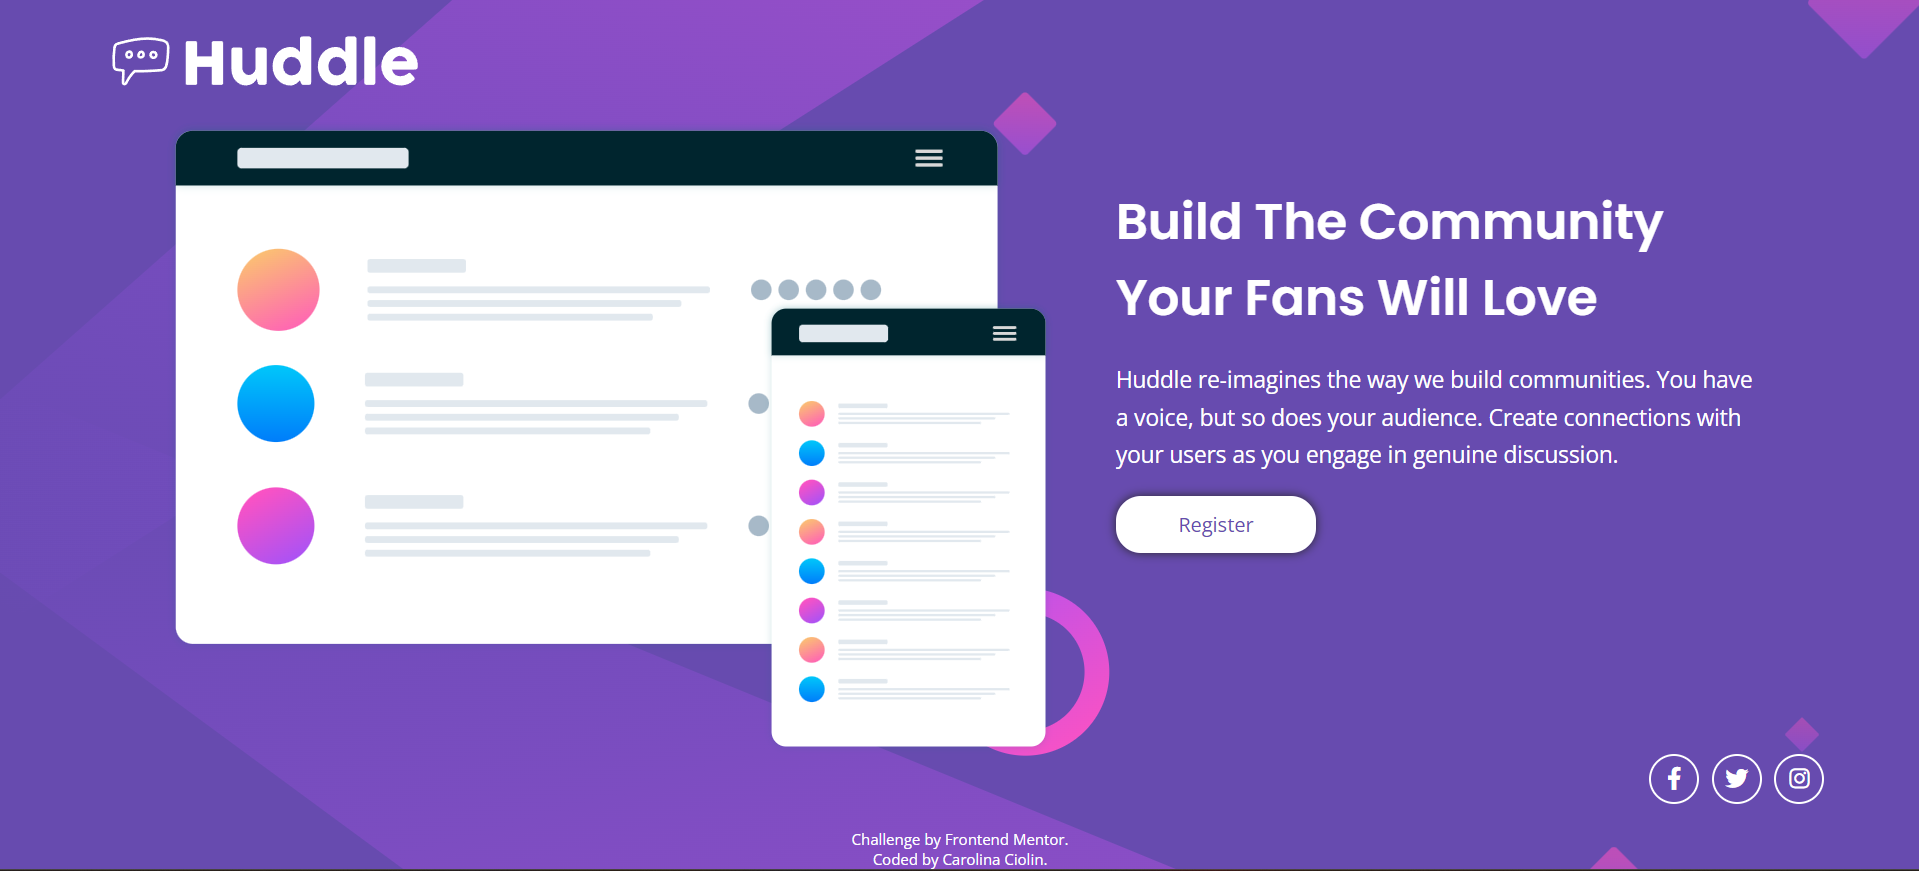 Huddle
Build The Community
Your Fans Will Love
Huddle re-imagines the way we build communities. You have
a voice, but so does your audience. Create connections with
your users as you engage in genuine discussion.
Register
Challenge by Frontend Mentor.
Coded by Carolina Ciolin.